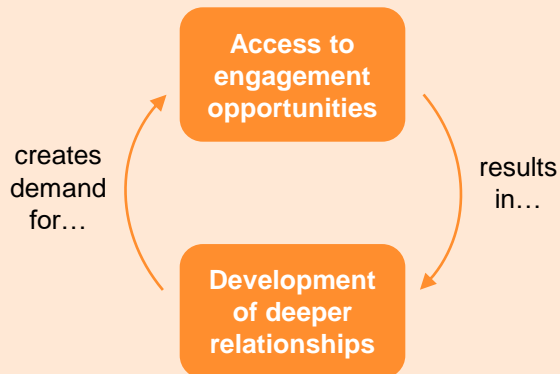 Access to
engagement
opportunities
creates
demand
for…
results
in…
Development
of deeper
relationships